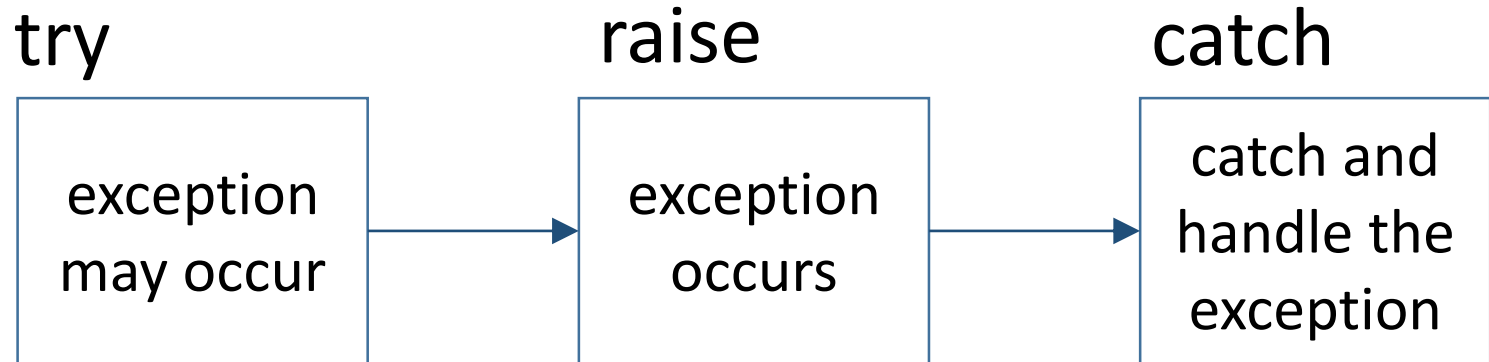 try
raise
catch
exception
may occur
exception
occurs
catch and
handle the
exception